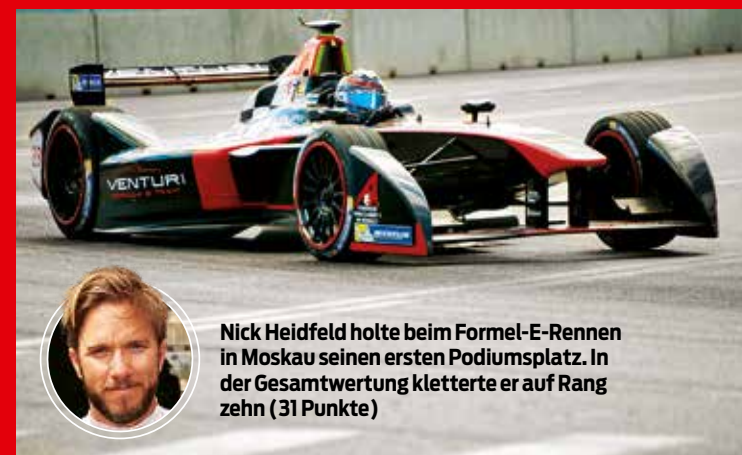 VENTURI
Nick Heidfeld holte beim Formel-E-Rennen
in Moskau seinen ersten Podiumsplatz. In
der Gesamtwertung kletterte er auf Rang
zehn (31 Punkte)